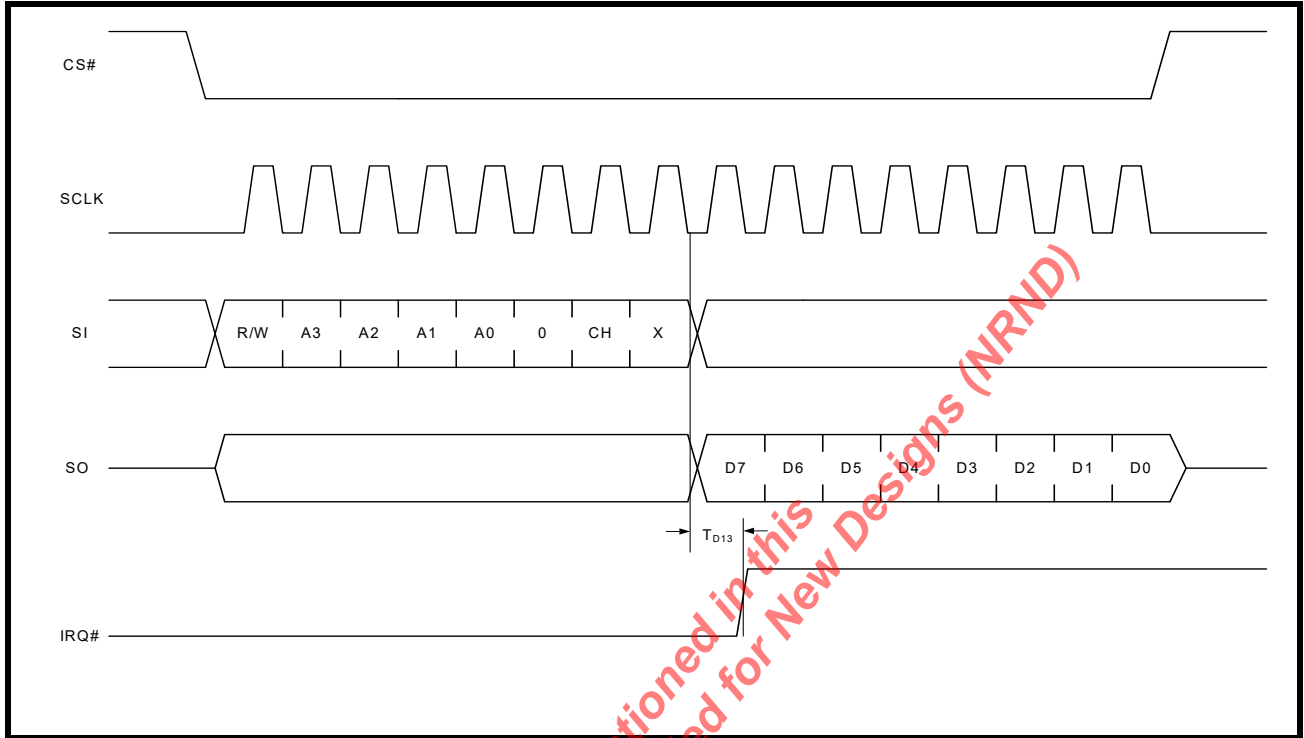 CS#
SCLK
SI
R/W A3 A2 A1 A0 0 CH X
SO
D7 D6 D5 D4 D3 D2 D1 D0
TD13
IRQ#
tioned in this
ed for New Designs (NRND)